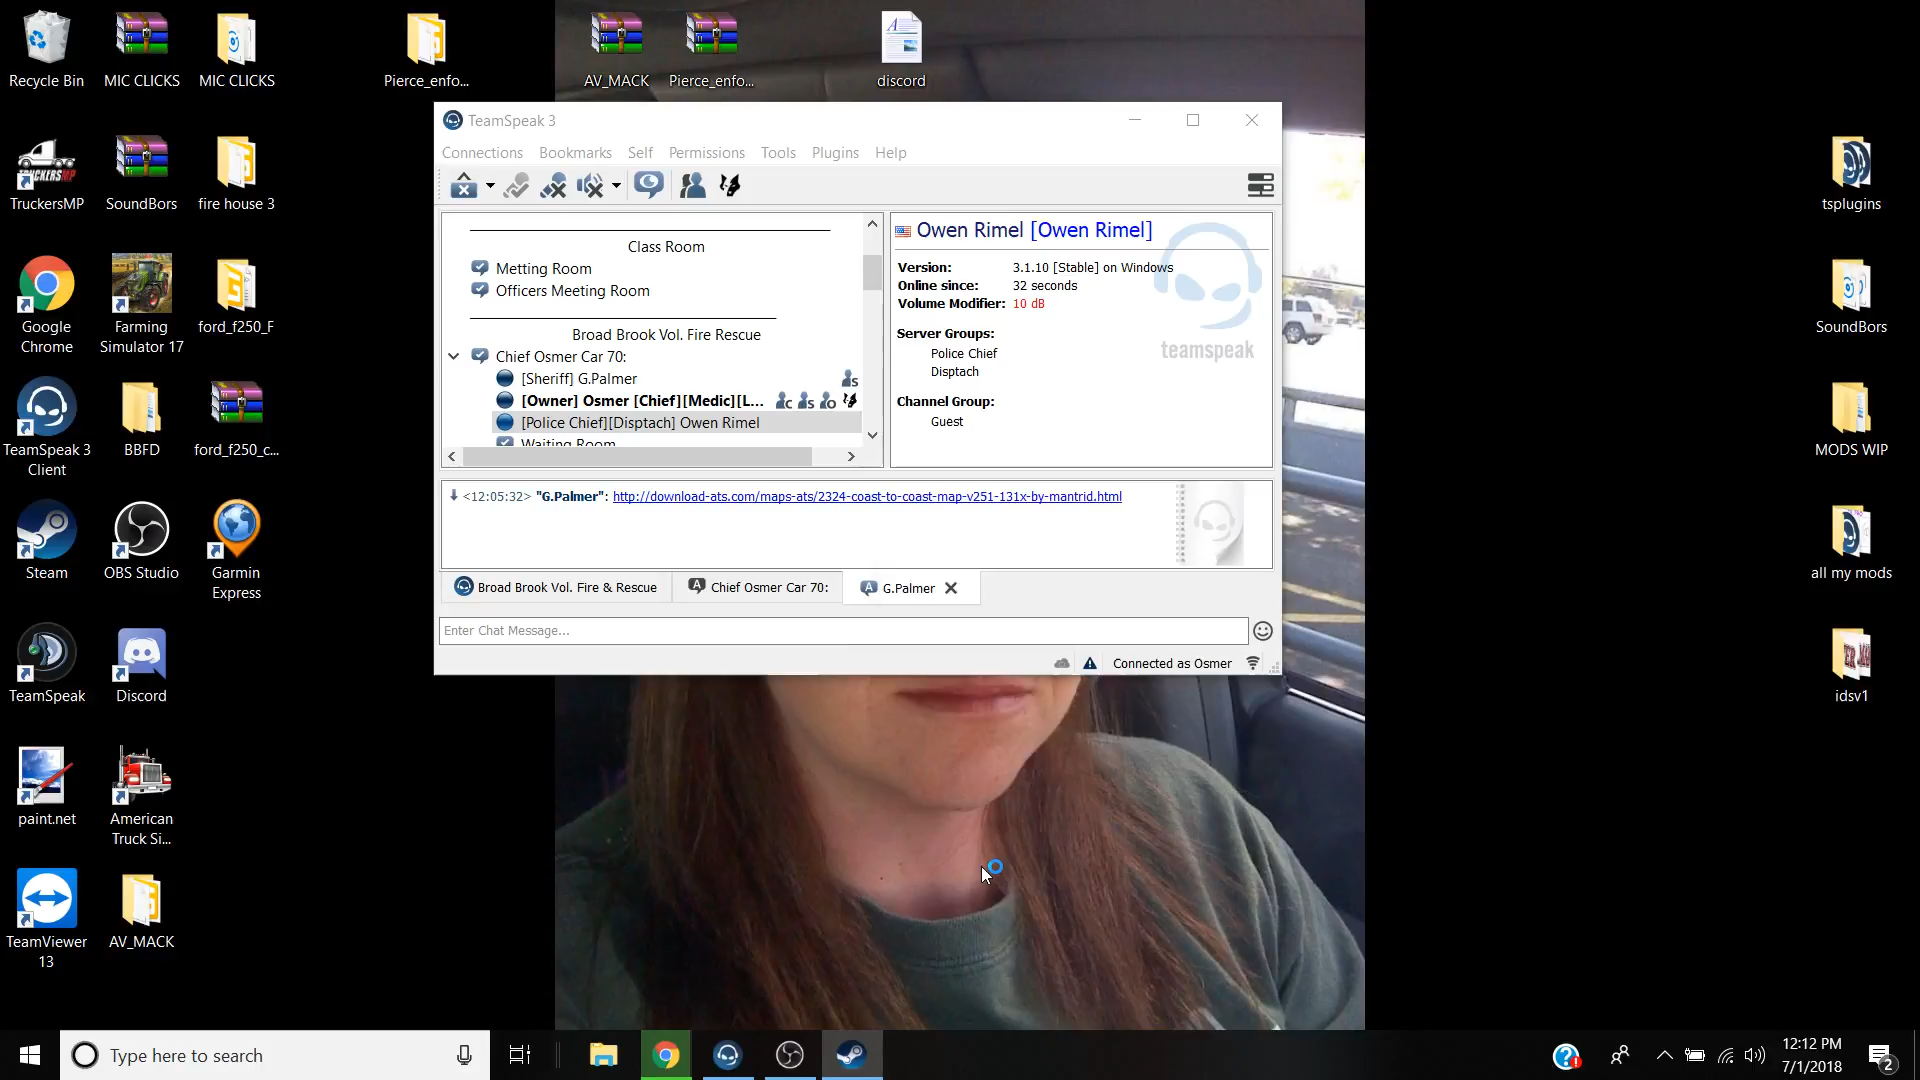 Recycle Bin
MIC CLICKS
MIC CLICKS
Pierce_enfo...
AV_MACK
Pierce_enfo...
discord
TruckersMP
SoundBors
fire house 3
Google
Chrome
Farming
Simulator 17
ford_f250_F
TeamSpeak 3
Client
BBFD
ford_f250_c...
Steam
OBS Studio
Garmin
Express
TeamSpeak
Discord
paint.net
American
Truck Si...
TeamViewer
13
AV_MACK
TeamSpeak 3
Connections Bookmarks Self Permissions Tools Plugins Help
Class Room
Metting Room
Officers Meeting Room
Broad Brook Vol. Fire Rescue
Chief Osmer Car 70:
[Sheriff] G.Palmer
[Owner] Osmer [Chief][Medic][L...
[Police Chief][Disptach] Owen Rimel
Waiting Room
Owen Rimel [Owen Rimel]
Version: 3.1.10 [Stable] on Windows
Online since: 32 seconds
Volume Modifier: 10 dB
Server Groups:
Police Chief
Disptach
Channel Group:
Guest
teamspeak
<12:05:32> "G.Palmer": http://download-ats.com/maps-ats/2324-coast-to-coast-map-v251-131x-by-mantrid.html
Broad Brook Vol. Fire & Rescue
Chief Osmer Car 70:
G.Palmer
Enter Chat Message...
Connected as Osmer
tsplugins
SoundBors
MODS WIP
all my mods
idsv1
Type here to search
12:12 PM
7/1/2018
2